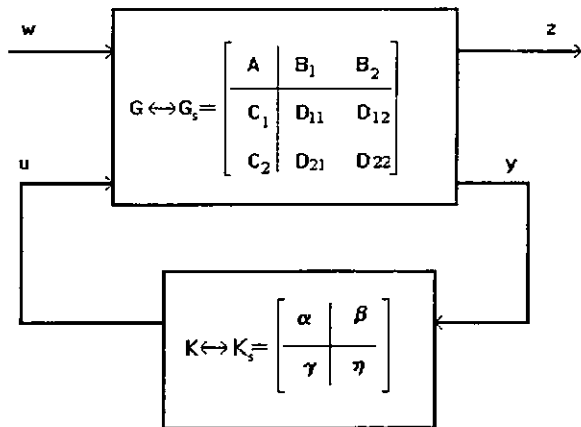 w
z
G ↔ G_s = [ A | B_1 B_2
C_1 | D_11 D_12
C_2 | D_21 D_22 ]
u
y
K ↔ K_s = [ α | β
γ | η ]